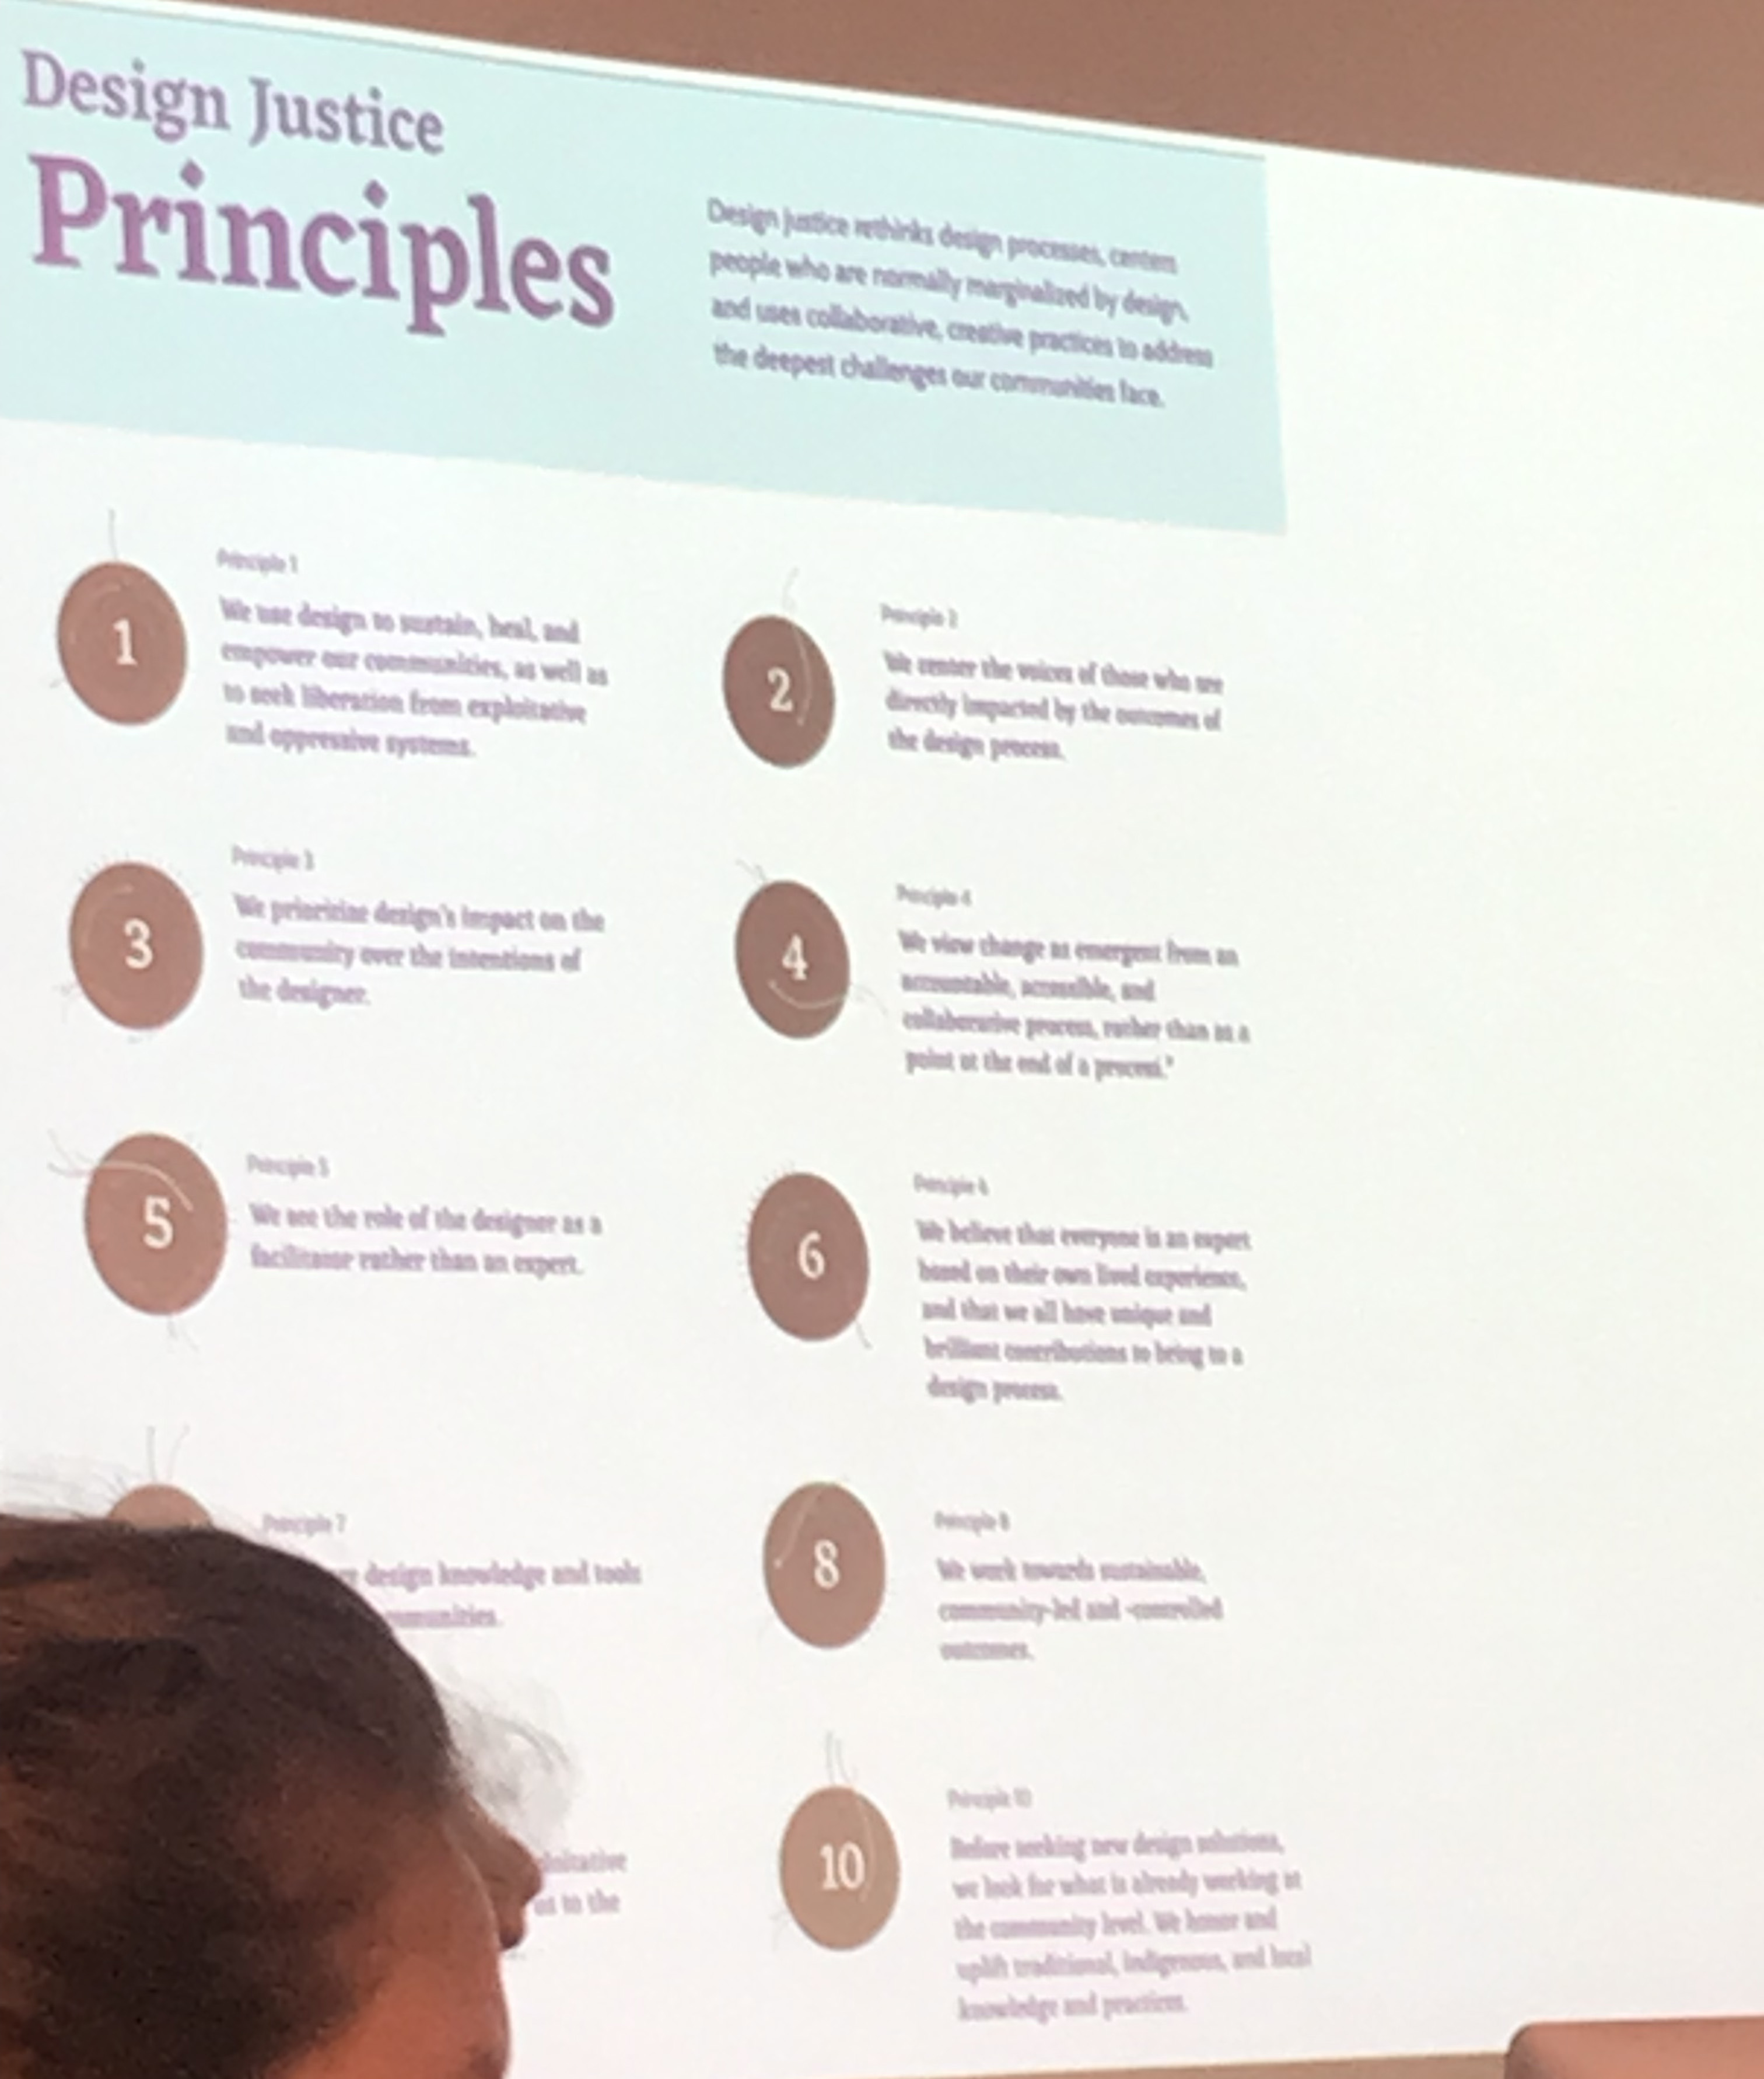 Design Justice
Principles
Design justice rethinks design processes, centers
people who are normally marginalized by design,
and uses collaborative, creative practices to address
the deepest challenges our communities face.
1
Principle 1
We use design to sustain, heal, and
empower our communities, as well as
to seek liberation from exploitative
and oppressive systems.
2
Principle 2
We center the voices of those who are
directly impacted by the outcomes of
the design process.
3
Principle 3
We prioritize design's impact on the
community over the intentions of
the designer.
4
Principle 4
We view change as emergent from an
accountable, accessible, and
collaborative process, rather than as a
point at the end of a process.*
5
Principle 5
We see the role of the designer as a
facilitator rather than an expert.
6
Principle 6
We believe that everyone is an expert
based on their own lived experience,
and that we all have unique and
brilliant contributions to bring to a
design process.
Principle 7
design knowledge and tools
8
Principle 8
We work towards sustainable,
community-led and -controlled
outcomes.
us to the
10
Principle 10
Before seeking new design solutions,
we look for what is already working at
the community level. We honor and
uplift traditional, indigenous, and local
knowledge and practices.